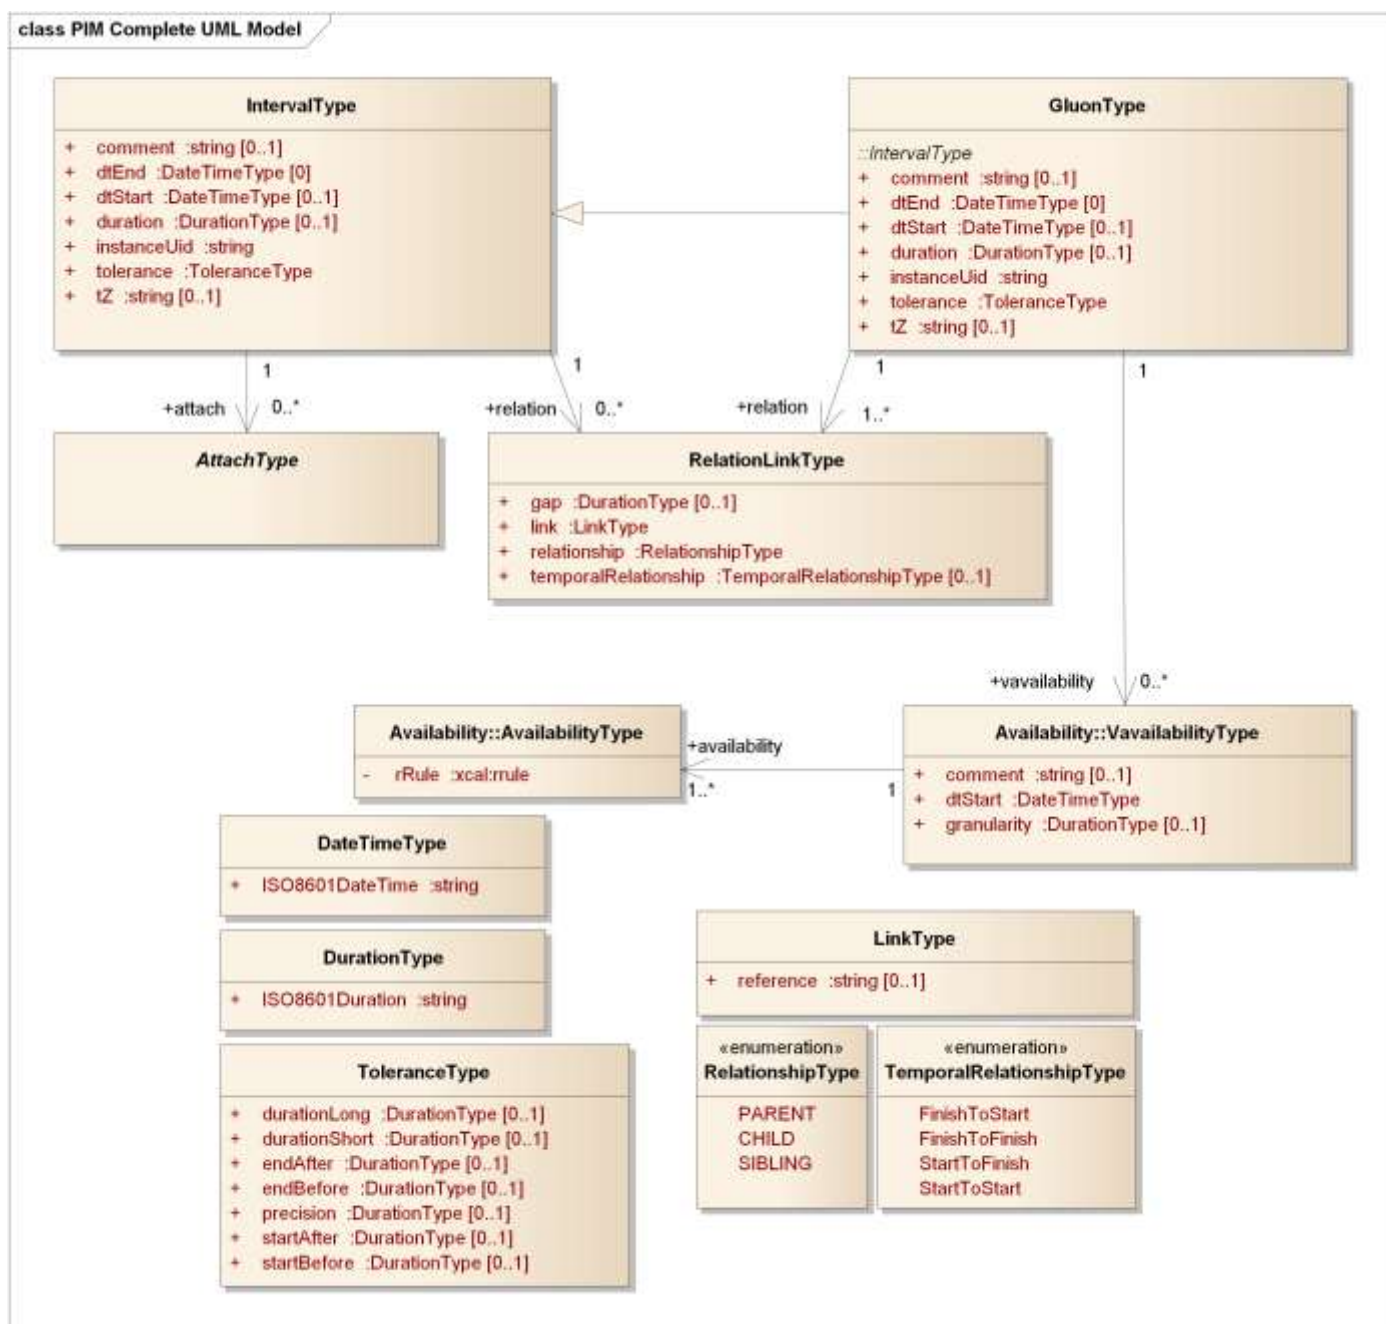 class PIM Complete UML Model
IntervalType
+ comment :string [0..1]
+ dtEnd :DateTimeType [0]
+ dtStart :DateTimeType [0..1]
+ duration :DurationType [0..1]
+ instanceUid :string
+ tolerance :ToleranceType
+ tZ :string [0..1]
GluonType
::IntervalType
+ comment :string [0..1]
+ dtEnd :DateTimeType [0]
+ dtStart :DateTimeType [0..1]
+ duration :DurationType [0..1]
+ instanceUid :string
+ tolerance :ToleranceType
+ tZ :string [0..1]
1
1
1
1
+attach
0..*
+relation
0..*
+relation
1..*
AttachType
RelationLinkType
+ gap :DurationType [0..1]
+ link :LinkType
+ relationship :RelationshipType
+ temporalRelationship :TemporalRelationshipType [0..1]
+vavailability
0..*
Availability::AvailabilityType
- rRule :xcal:rrule
+availability
1..*
1
Availability::VavailabilityType
+ comment :string [0..1]
+ dtStart :DateTimeType
+ granularity :DurationType [0..1]
DateTimeType
+ ISO8601DateTime :string
DurationType
+ ISO8601Duration :string
LinkType
+ reference :string [0..1]
ToleranceType
+ durationLong :DurationType [0..1]
+ durationShort :DurationType [0..1]
+ endAfter :DurationType [0..1]
+ endBefore :DurationType [0..1]
+ precision :DurationType [0..1]
+ startAfter :DurationType [0..1]
+ startBefore :DurationType [0..1]
«enumeration»
RelationshipType
PARENT
CHILD
SIBLING
«enumeration»
TemporalRelationshipType
FinishToStart
FinishToFinish
StartToFinish
StartToStart